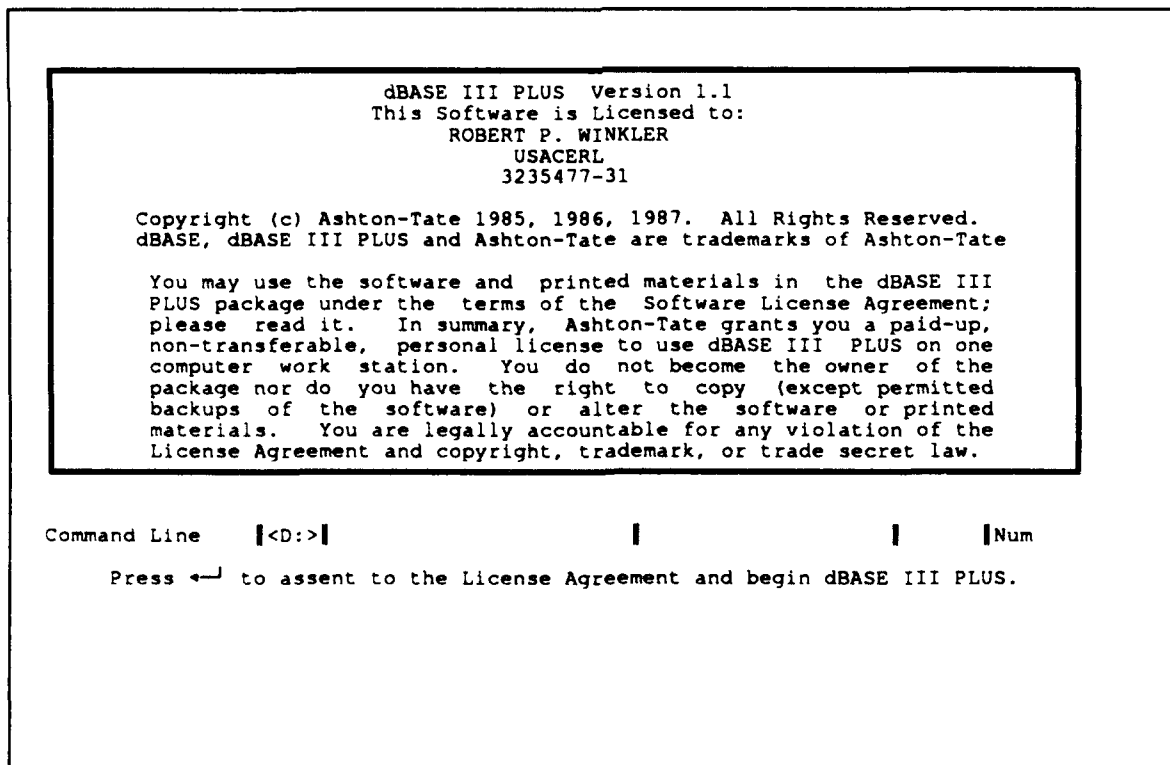 dBASE III PLUS Version 1.1
This Software is Licensed to:
ROBERT P. WINKLER
USACERL
3235477-31
Copyright (c) Ashton-Tate 1985, 1986, 1987. All Rights Reserved.
dBASE, dBASE III PLUS and Ashton-Tate are trademarks of Ashton-Tate
You may use the software and printed materials in the dBASE III
PLUS package under the terms of the Software License Agreement;
please read it. In summary, Ashton-Tate grants you a paid-up,
non-transferable, personal license to use dBASE III PLUS on one
computer work station. You do not become the owner of the
package nor do you have the right to copy (except permitted
backups of the software) or alter the software or printed
materials. You are legally accountable for any violation of the
License Agreement and copyright, trademark, or trade secret law.
Command Line |<D:>| | | |Num
Press ←┘ to assent to the License Agreement and begin dBASE III PLUS.